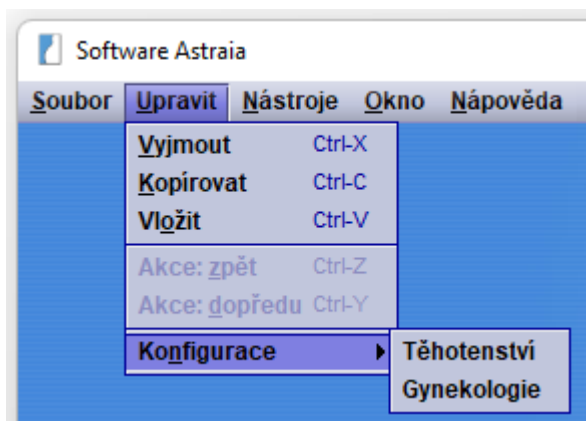 Software Astraia
Soubor Upravit Nástroje Okno Nápověda
Vyjmout Ctrl-X
Kopírovat Ctrl-C
Vložit Ctrl-V
Akce: zpět Ctrl-Z
Akce: dopředu Ctrl-Y
Konfigurace Těhotenství
Gynekologie